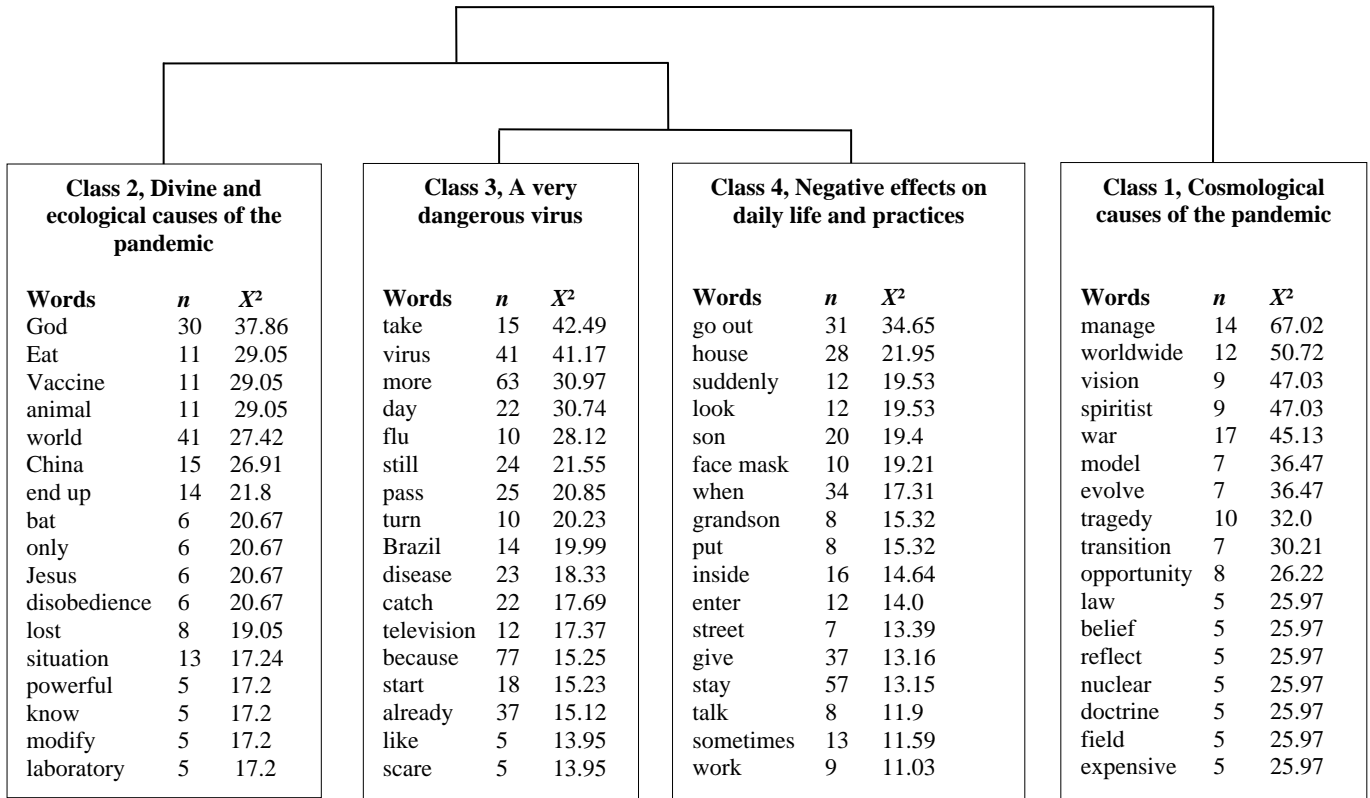 Class 2, Divine and
ecological causes of the
pandemic
Words n X²
God 30 37.86
Eat 11 29.05
Vaccine 11 29.05
animal 11 29.05
world 41 27.42
China 15 26.91
end up 14 21.8
bat 6 20.67
only 6 20.67
Jesus 6 20.67
disobedience 6 20.67
lost 8 19.05
situation 13 17.24
powerful 5 17.2
know 5 17.2
modify 5 17.2
laboratory 5 17.2
Class 3, A very
dangerous virus
Words n X²
take 15 42.49
virus 41 41.17
more 63 30.97
day 22 30.74
flu 10 28.12
still 24 21.55
pass 25 20.85
turn 10 20.23
Brazil 14 19.99
disease 23 18.33
catch 22 17.69
television 12 17.37
because 77 15.25
start 18 15.23
already 37 15.12
like 5 13.95
scare 5 13.95
Class 4, Negative effects on
daily life and practices
Words n X²
go out 31 34.65
house 28 21.95
suddenly 12 19.53
look 12 19.53
son 20 19.4
face mask 10 19.21
when 34 17.31
grandson 8 15.32
put 8 15.32
inside 16 14.64
enter 12 14.0
street 7 13.39
give 37 13.16
stay 57 13.15
talk 8 11.9
sometimes 13 11.59
work 9 11.03
Class 1, Cosmological
causes of the pandemic
Words n X²
manage 14 67.02
worldwide 12 50.72
vision 9 47.03
spiritist 9 47.03
war 17 45.13
model 7 36.47
evolve 7 36.47
tragedy 10 32.0
transition 7 30.21
opportunity 8 26.22
law 5 25.97
belief 5 25.97
reflect 5 25.97
nuclear 5 25.97
doctrine 5 25.97
field 5 25.97
expensive 5 25.97